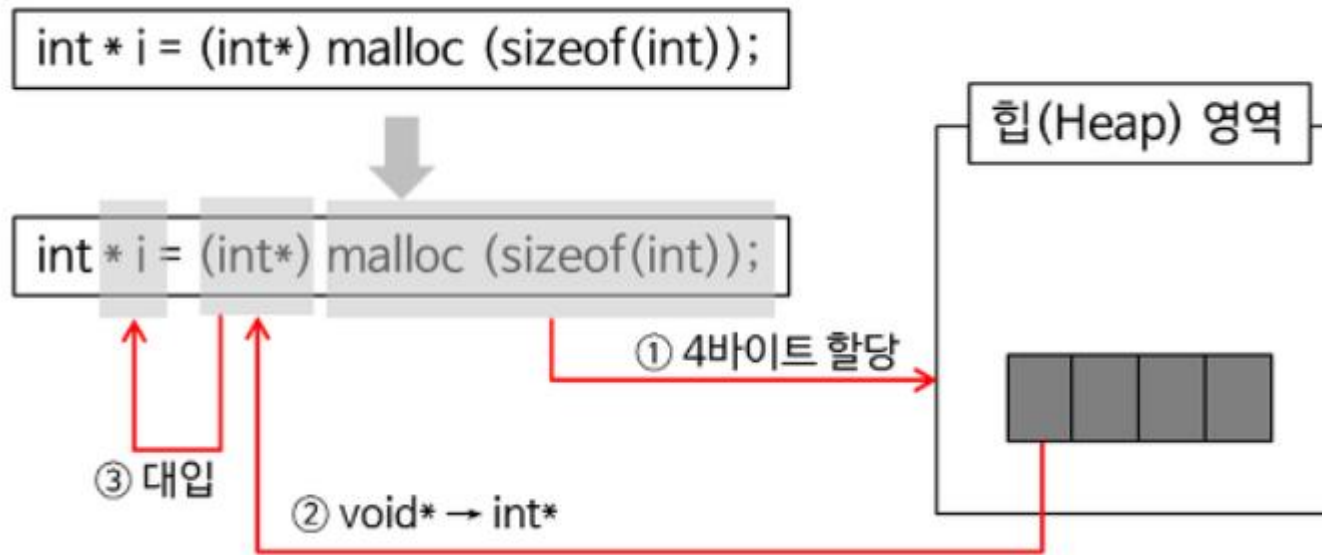 int * i = (int*) malloc (sizeof(int));
힙(Heap) 영역
int * i = (int*) malloc (sizeof(int));
① 4바이트 할당
③ 대입
② void* → int*